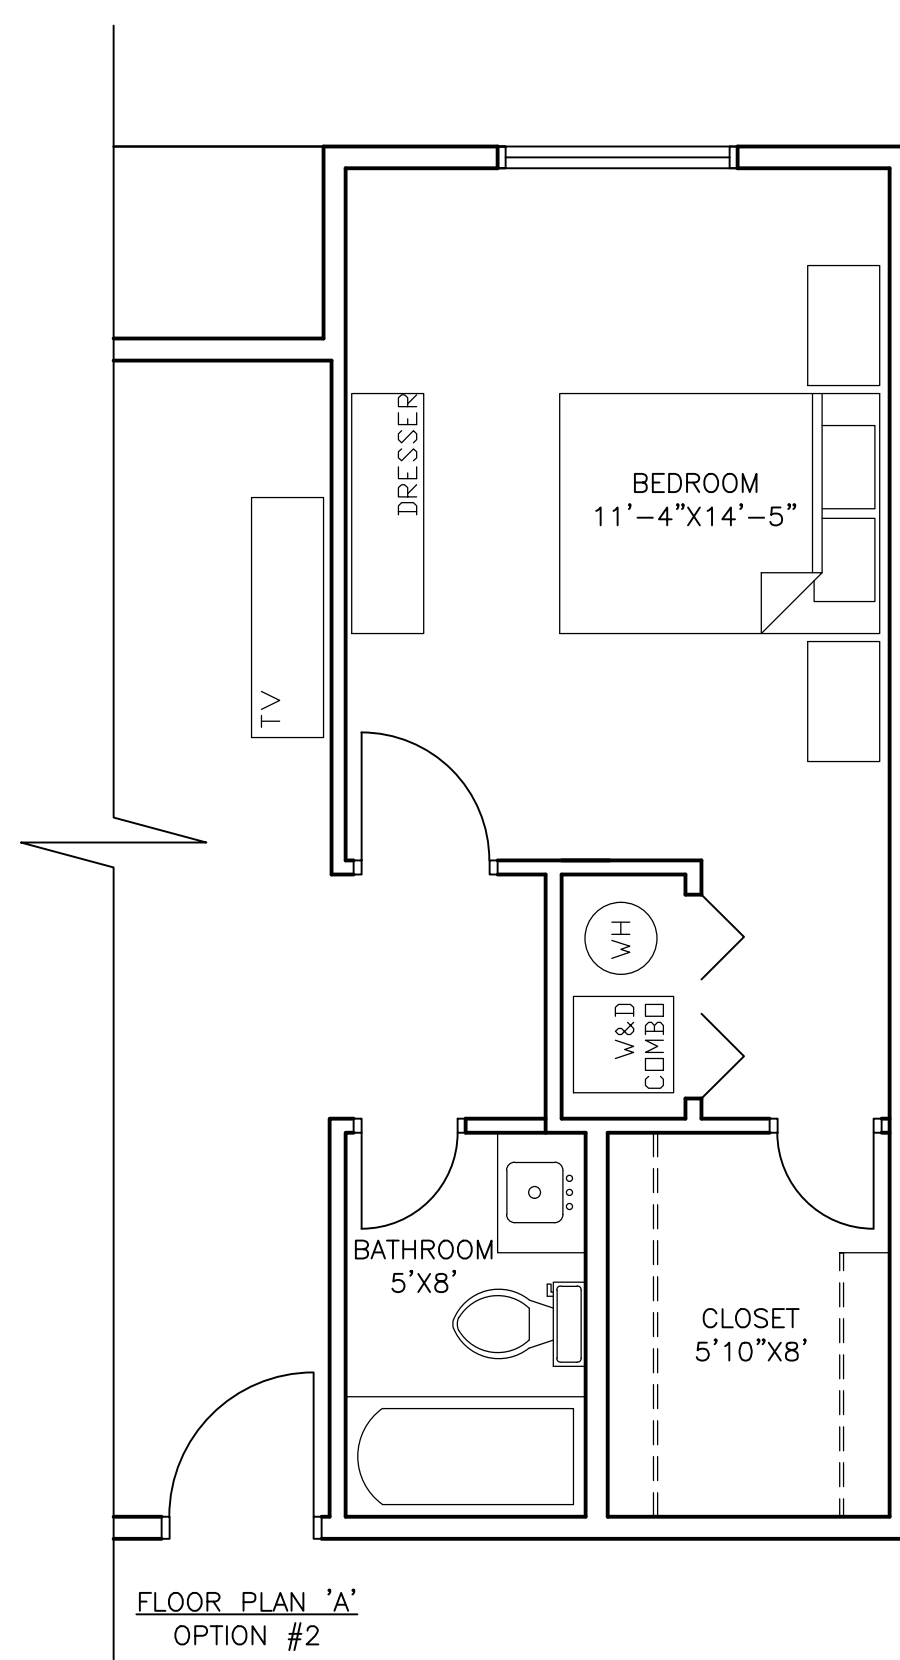 DRESSER
BEDROOM
11'-4"X14'-5"
TV
WH
W&D
COMBO
BATHROOM
5'X8'
CLOSET
5'10"X8'
FLOOR PLAN 'A'
OPTION #2